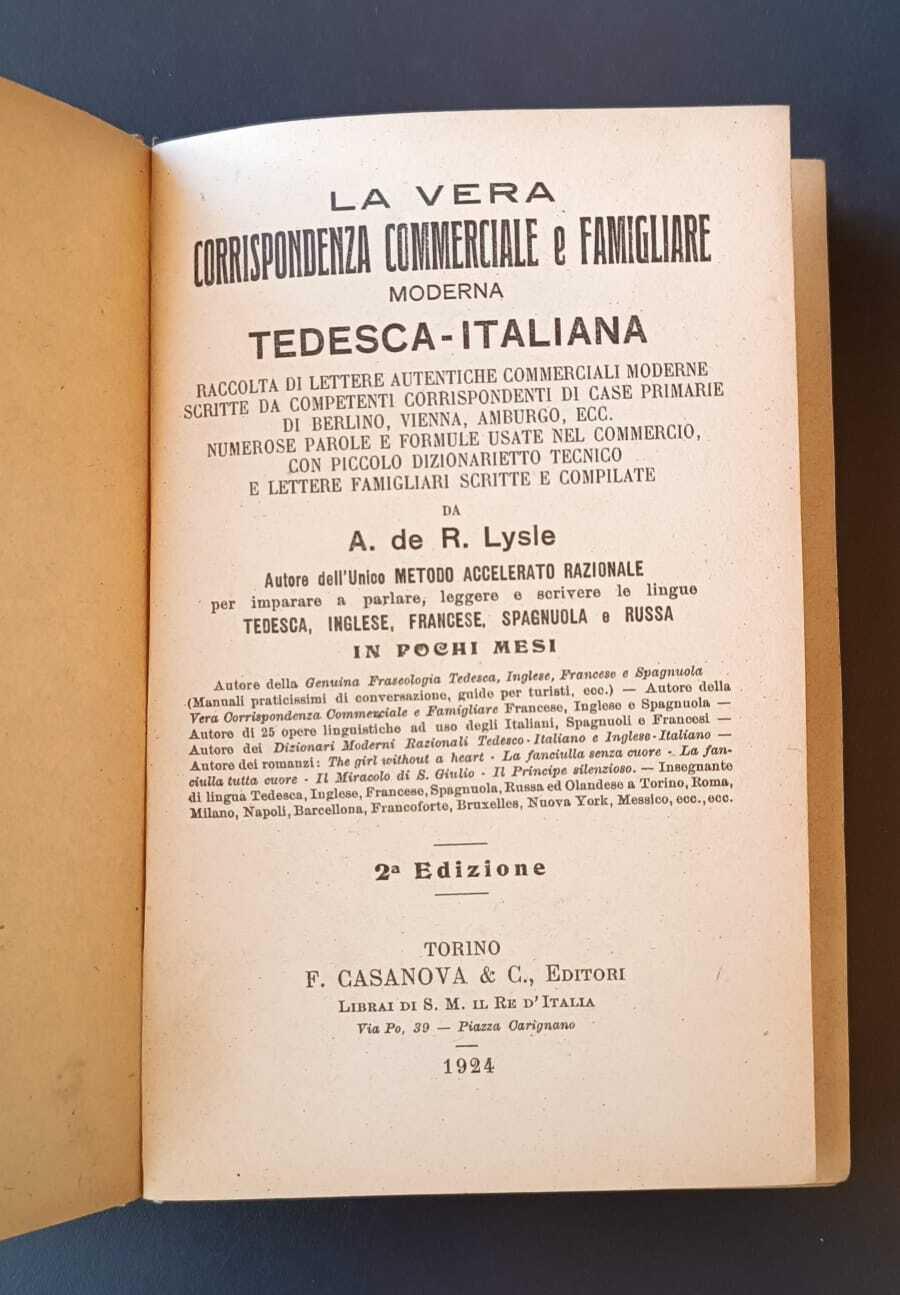 LA VERA
CORRISPONDENZA COMMERCIALE e FAMIGLIARE
MODERNA
TEDESCA-ITALIANA
RACCOLTA DI LETTERE AUTENTICHE COMMERCIALI MODERNE
SCRITTE DA COMPETENTI CORRISPONDENTI DI CASE PRIMARIE
DI BERLINO, VIENNA, AMBURGO, ECC.
NUMEROSE PAROLE E FORMULE USATE NEL COMMERCIO,
CON PICCOLO DIZIONARIETTO TECNICO
E LETTERE FAMIGLIARI SCRITTE E COMPILATE
DA
A. de R. Lysle
Autore dell'Unico METODO ACCELERATO RAZIONALE
per imparare a parlare, leggere e scrivere le lingue
TEDESCA, INGLESE, FRANCESE, SPAGNUOLA e RUSSA
IN POCHI MESI
Autore della Genuina Fraseologia Tedesca, Inglese, Francese e Spagnuola
(Manuali praticissimi di conversazione, guide per turisti, ecc.) — Autore della
Vera Corrispondenza Commerciale e Famigliare Francese, Inglese e Spagnuola —
Autore di 25 opere linguistiche ad uso degli Italiani, Spagnuoli e Francesi —
Autore dei Dizionari Moderni Razionali Tedesco-Italiano e Inglese-Italiano —
Autore dei romanzi: The girl without a heart - La fanciulla senza cuore - La fan-
ciulla tutta cuore - Il Miracolo di S. Giulio - Il Principe silenzioso. — Insegnante
di lingua Tedesca, Inglese, Francese, Spagnuola, Russa ed Olandese a Torino, Roma,
Milano, Napoli, Barcellona, Francoforte, Bruxelles, Nuova York, Messico, ecc., ecc.
2ª Edizione
TORINO
F. CASANOVA & C., EDITORI
LIBRAI DI S. M. IL RE D'ITALIA
Via Po, 39 — Piazza Carignano
1924